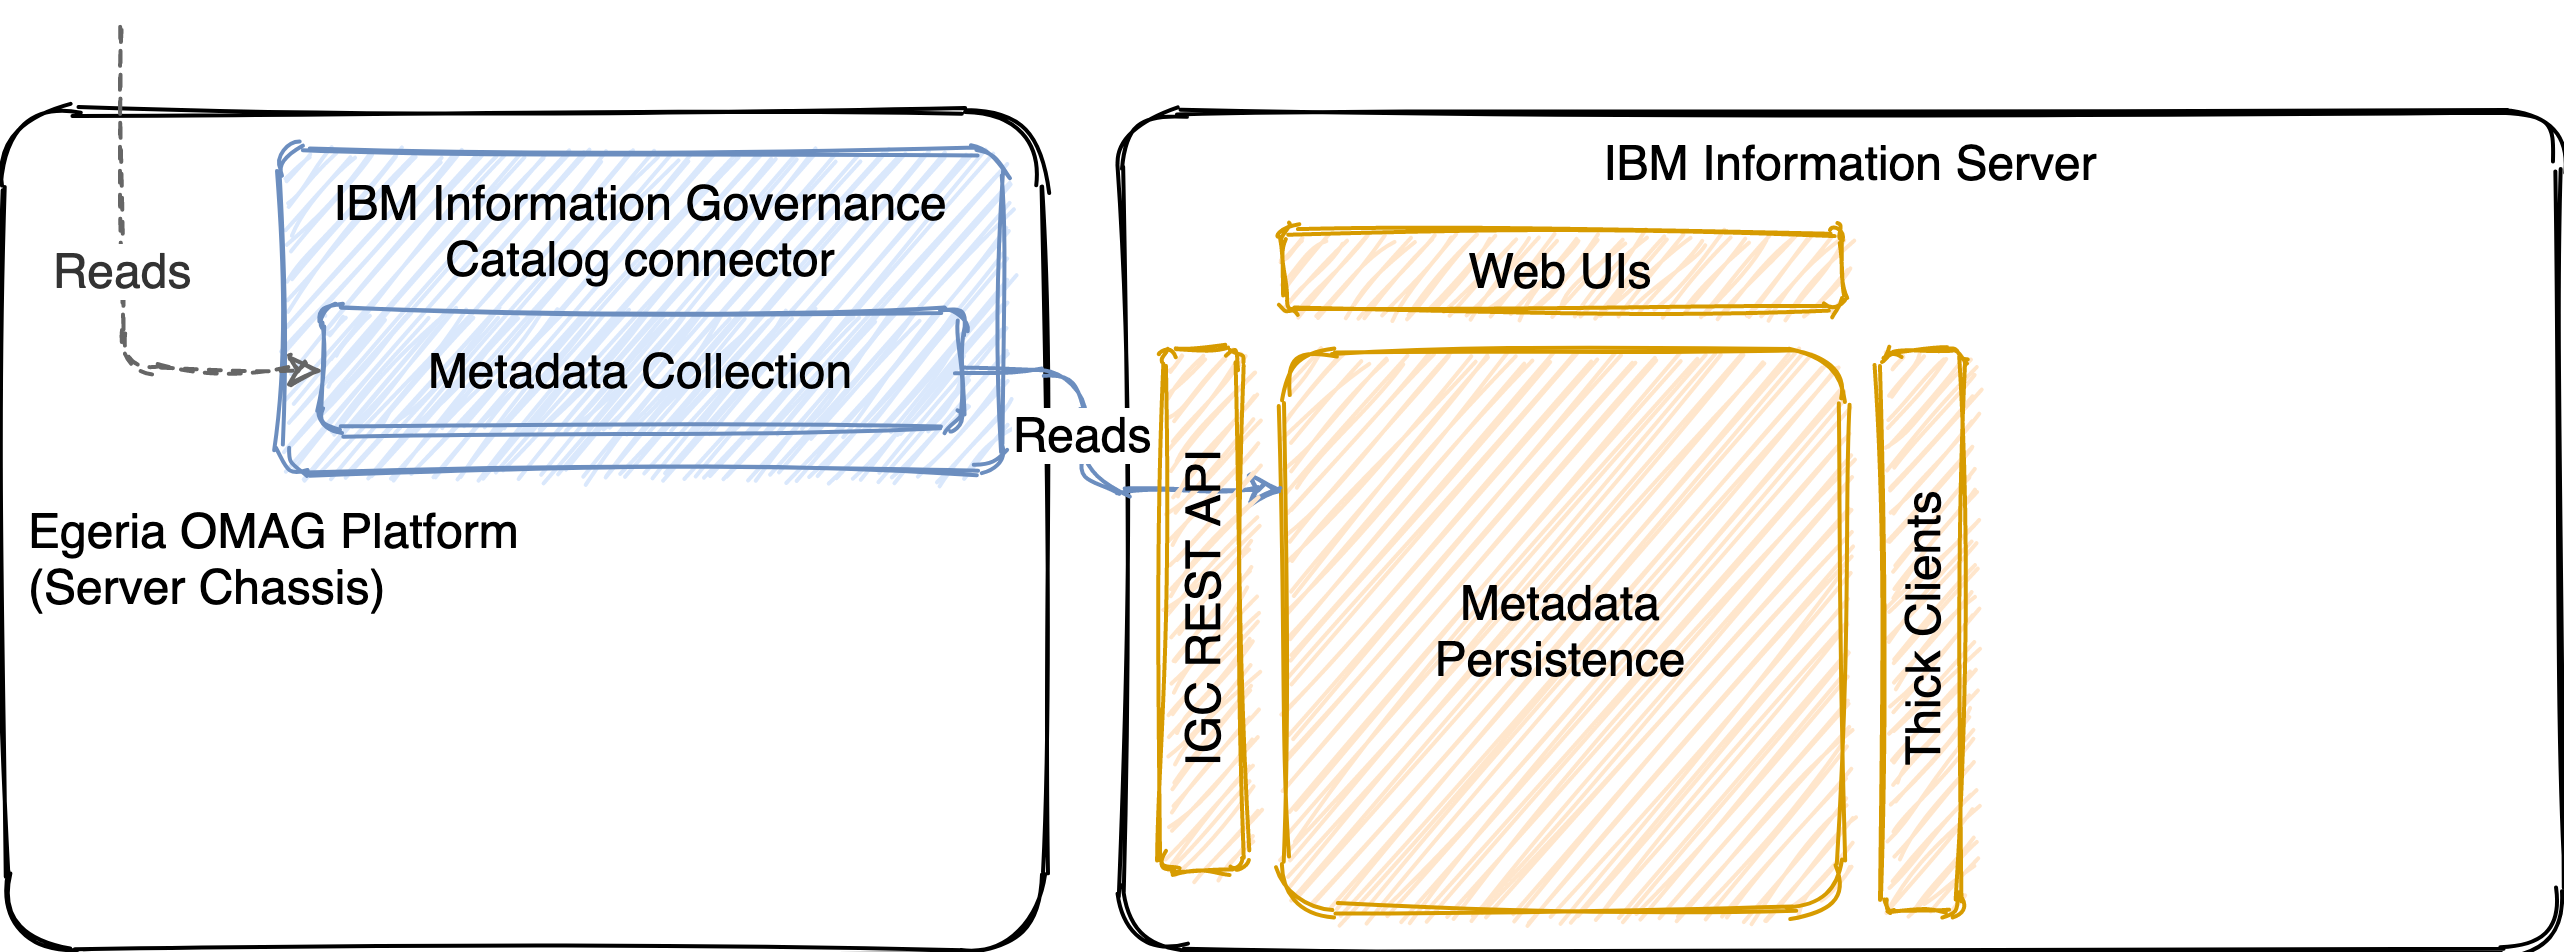 IBM Information Governance
Catalog connector
Reads
Metadata Collection
Reads
Egeria OMAG Platform
(Server Chassis)
IBM Information Server
Web UIs
IGC REST API
Metadata
Persistence
Thick Clients